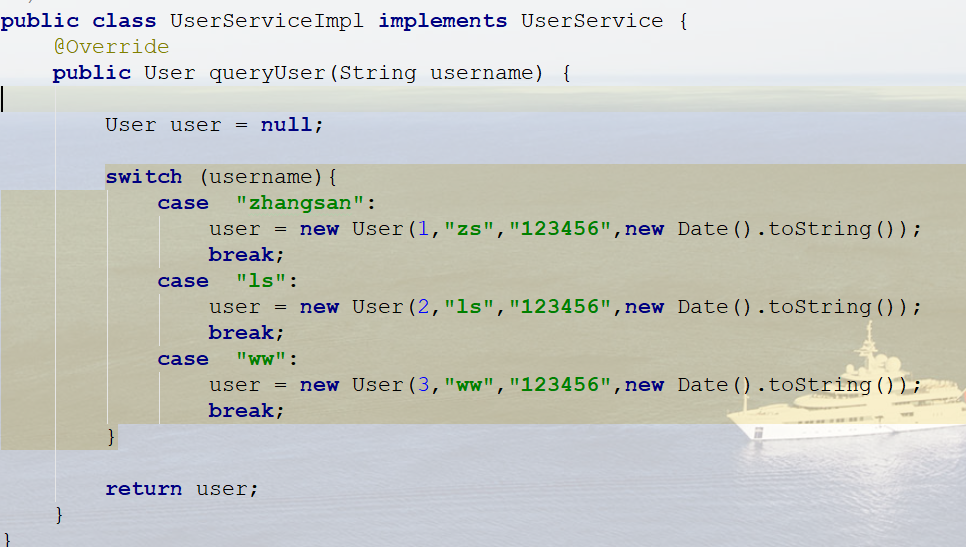 public class UserServiceImpl implements UserService {
@Override
public User queryUser(String username) {
User user = null;
switch (username){
case  "zhangsan":
user = new User(1,"zs","123456",new Date().toString());
break;
case  "ls":
user = new User(2,"ls","123456",new Date().toString());
break;
case  "ww":
user = new User(3,"ww","123456",new Date().toString());
break;
}
return user;
}
}